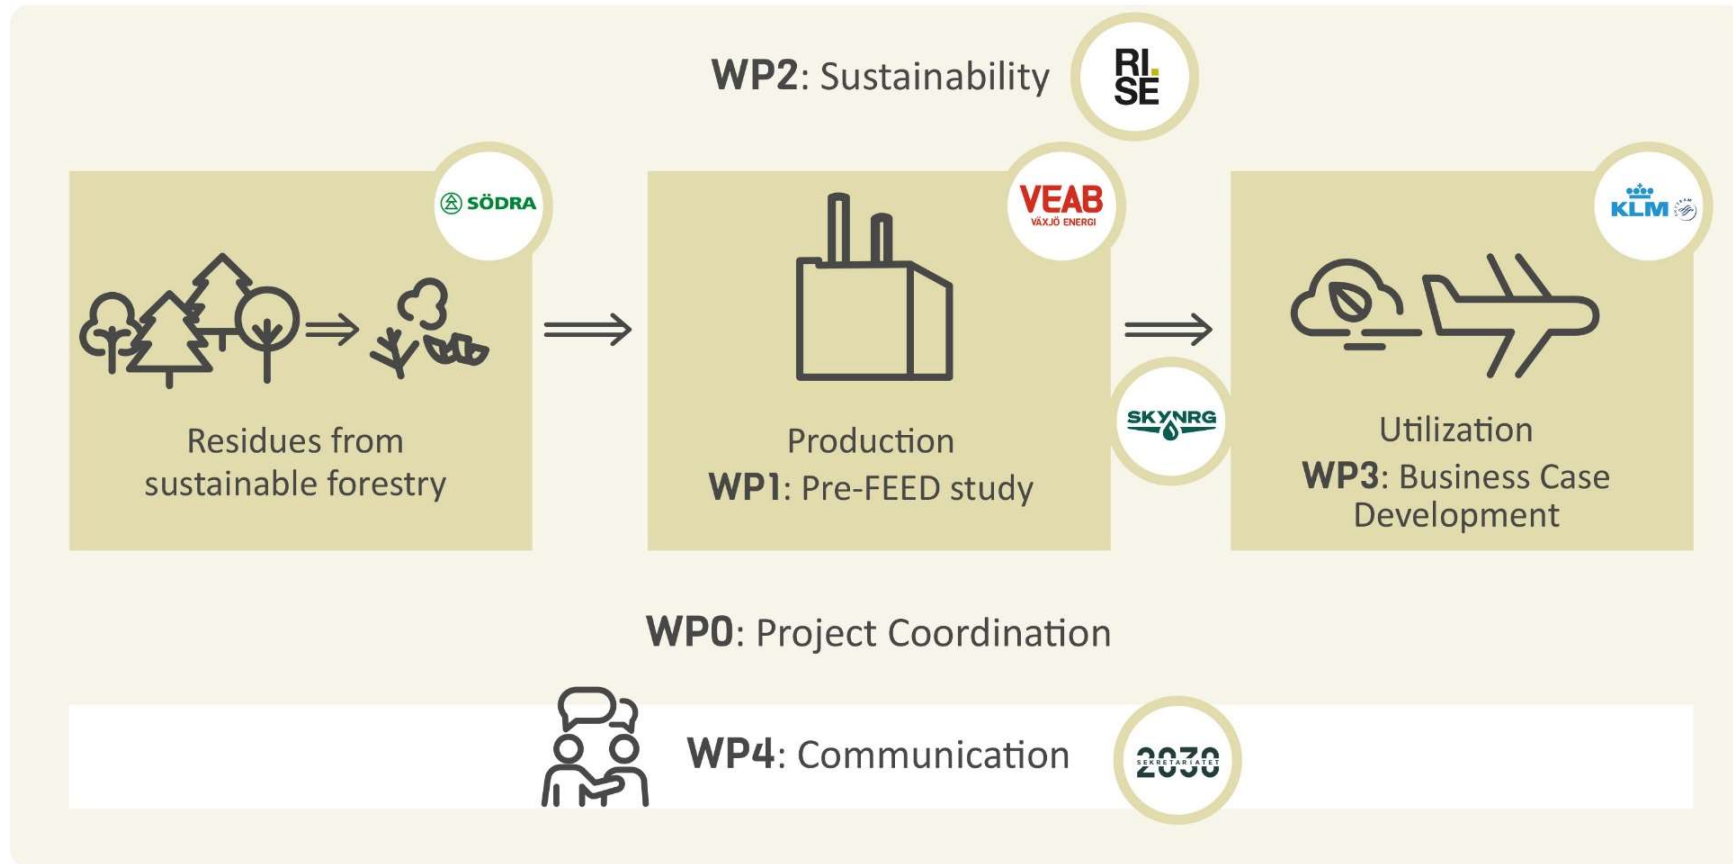 WP2: Sustainability
RI.
SE
SÖDRA
VEAB
VÄXJÖ ENERGI
KLM
SKYTEAM
Residues from
sustainable forestry
Production
WP1: Pre-FEED study
SKYNRG
Utilization
WP3: Business Case
Development
WP0: Project Coordination
WP4: Communication
2030
SEKRETARIATET